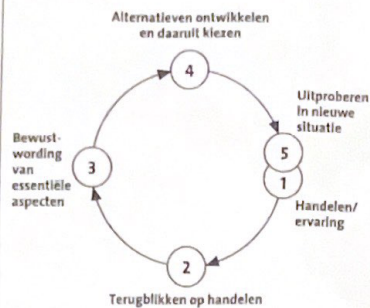 Alternatieven ontwikkelen
en daaruit kiezen
4
Uitproberen
in nieuwe
situatie
5
1
Handelen/
ervaring
2
Terugblikken op handelen
3
Bewust-
wording
van
essentiële
aspecten